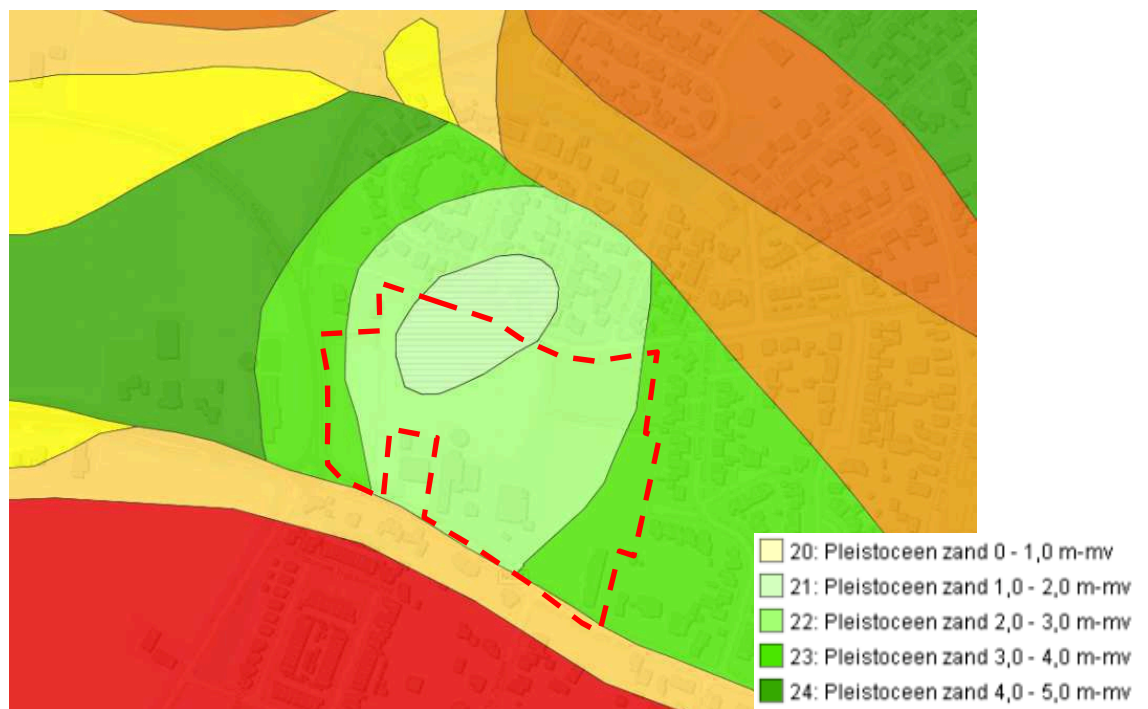 20: Pleistoceen zand 0 - 1,0 m-mv
21: Pleistoceen zand 1,0 - 2,0 m-mv
22: Pleistoceen zand 2,0 - 3,0 m-mv
23: Pleistoceen zand 3,0 - 4,0 m-mv
24: Pleistoceen zand 4,0 - 5,0 m-mv